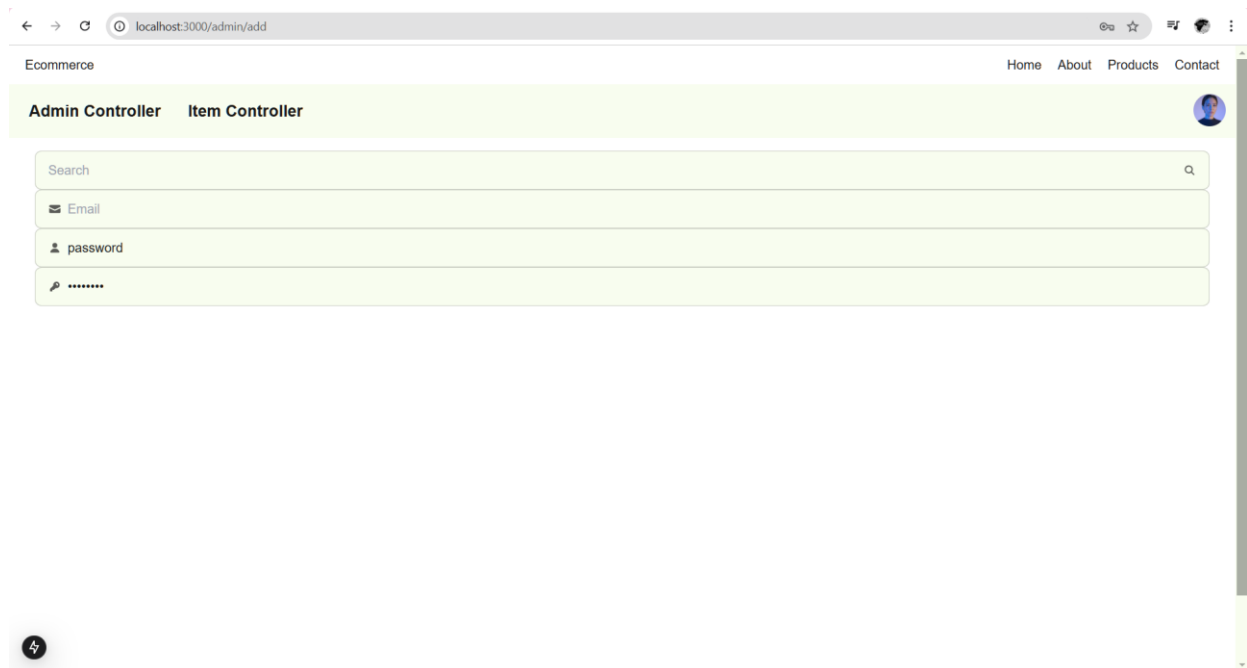 localhost:3000/admin/add
Ecommerce Home About Products Contact
Admin Controller Item Controller
Search
Email
password
••••••••